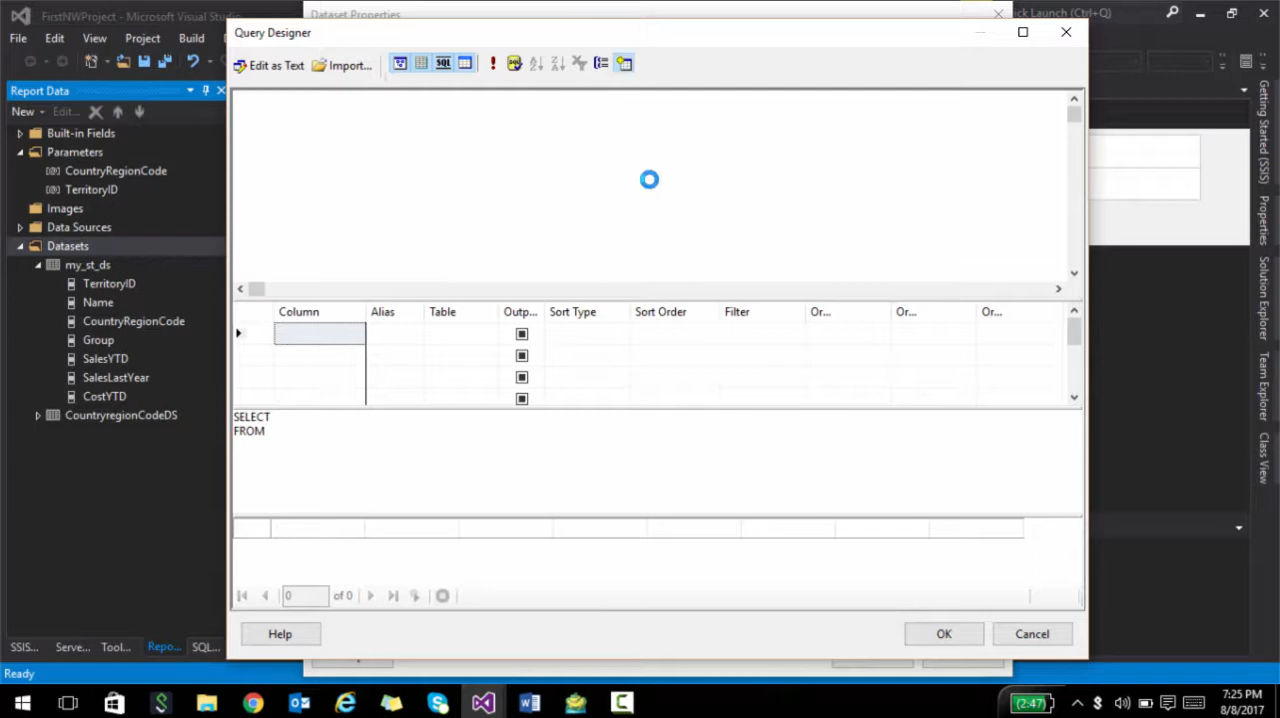 FirstNWProject - Microsoft Visual Studio
Dataset Properties
Quick Launch (Ctrl+Q)
File Edit View Project Build
Query Designer
Edit as Text Import...
SQL
Report Data
New Edit...
Built-in Fields
Parameters
CountryRegionCode
TerritoryID
Images
Data Sources
Datasets
my_st_ds
TerritoryID
Name
CountryRegionCode
Group
SalesYTD
SalesLastYear
CostYTD
CountryregionCodeDS
Column Alias Table Outp... Sort Type Sort Order Filter Or... Or... Or...
SELECT
FROM
0 of 0
Help OK Cancel
SSIS... Serve... Tool... Repo... SQL...
Ready
Getting Started (SSIS)
Properties
Solution Explorer
Team Explorer
Class View
(2:47)
7:25 PM
8/8/2017